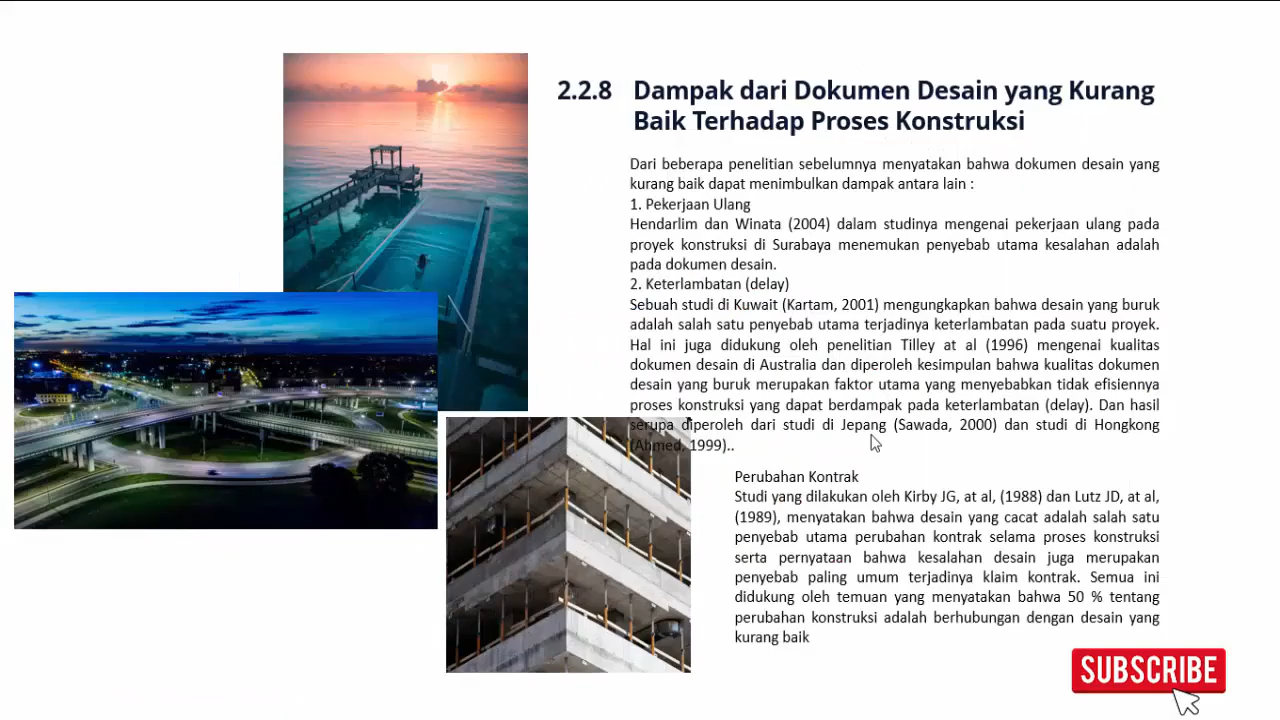 2.2.8 Dampak dari Dokumen Desain yang Kurang
Baik Terhadap Proses Konstruksi
Dari beberapa penelitian sebelumnya menyatakan bahwa dokumen desain yang
kurang baik dapat menimbulkan dampak antara lain :
1. Pekerjaan Ulang
Hendarlim dan Winata (2004) dalam studinya mengenai pekerjaan ulang pada
proyek konstruksi di Surabaya menemukan penyebab utama kesalahan adalah
pada dokumen desain.
2. Keterlambatan (delay)
Sebuah studi di Kuwait (Kartam, 2001) mengungkapkan bahwa desain yang buruk
adalah salah satu penyebab utama terjadinya keterlambatan pada suatu proyek.
Hal ini juga didukung oleh penelitian Tilley at al (1996) mengenai kualitas
dokumen desain di Australia dan diperoleh kesimpulan bahwa kualitas dokumen
desain yang buruk merupakan faktor utama yang menyebabkan tidak efisiennya
proses konstruksi yang dapat berdampak pada keterlambatan (delay). Dan hasil
serupa diperoleh dari studi di Jepang (Sawada, 2000) dan studi di Hongkong
(Ahmed, 1999)..
Perubahan Kontrak
Studi yang dilakukan oleh Kirby JG, at al, (1988) dan Lutz JD, at al,
(1989), menyatakan bahwa desain yang cacat adalah salah satu
penyebab utama perubahan kontrak selama proses konstruksi
serta pernyataan bahwa kesalahan desain juga merupakan
penyebab paling umum terjadinya klaim kontrak. Semua ini
didukung oleh temuan yang menyatakan bahwa 50 % tentang
perubahan konstruksi adalah berhubungan dengan desain yang
kurang baik
SUBSCRIBE